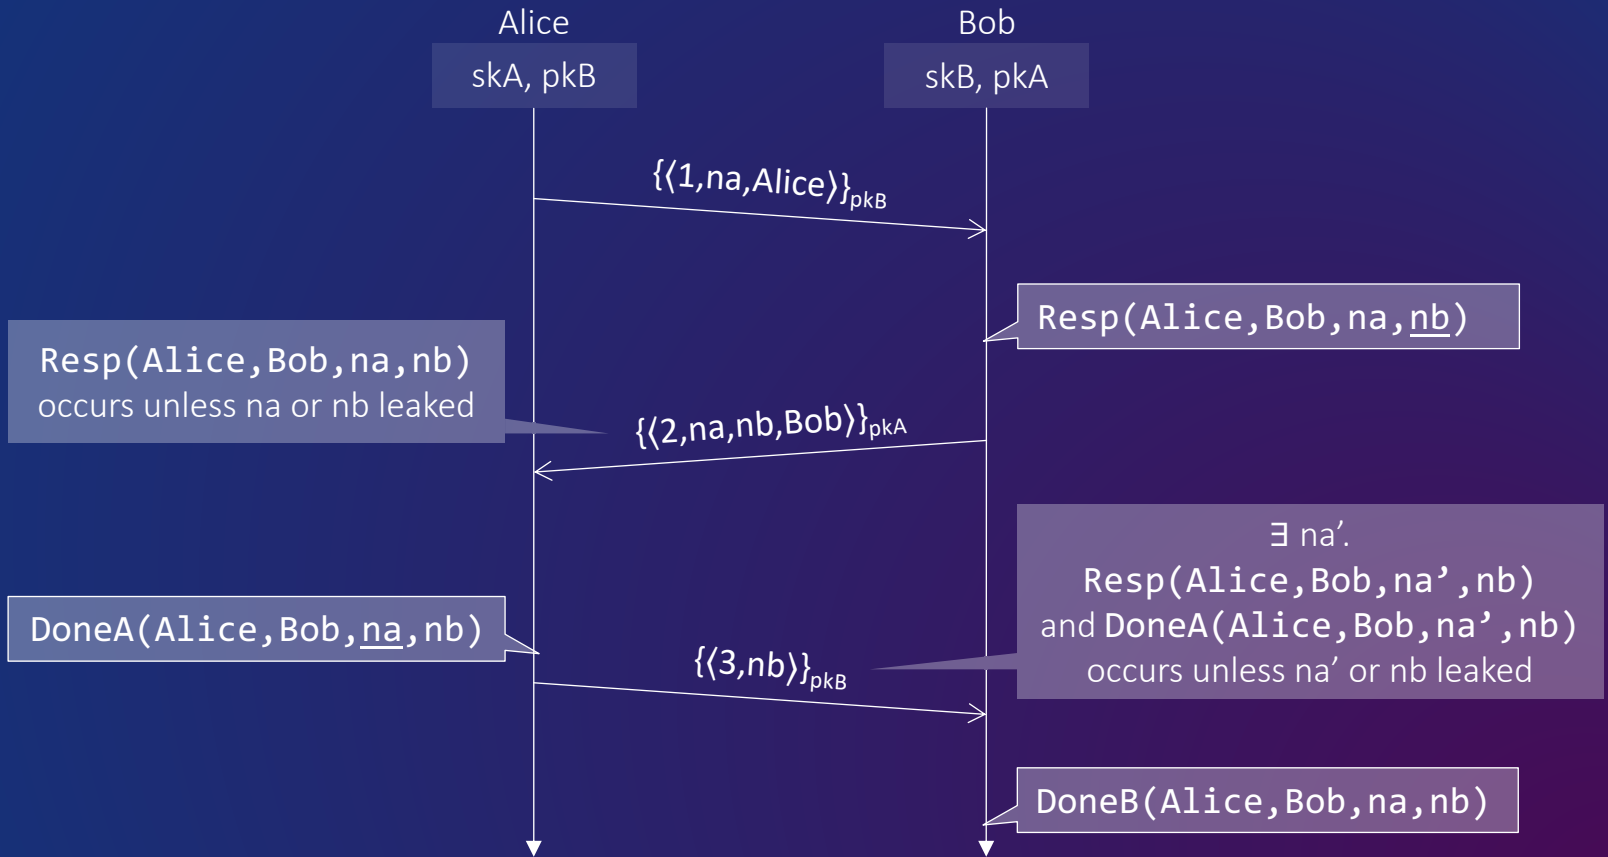 Alice
Bob
skA, pkB
skB, pkA
{⟨1,na,Alice⟩}pkB
Resp(Alice,Bob,na,nb)
Resp(Alice,Bob,na,nb)
occurs unless na or nb leaked
{⟨2,na,nb,Bob⟩}pkA
∃ na’.
Resp(Alice,Bob,na’,nb)
and DoneA(Alice,Bob,na’,nb)
occurs unless na’ or nb leaked
DoneA(Alice,Bob,na,nb)
{⟨3,nb⟩}pkB
DoneB(Alice,Bob,na,nb)